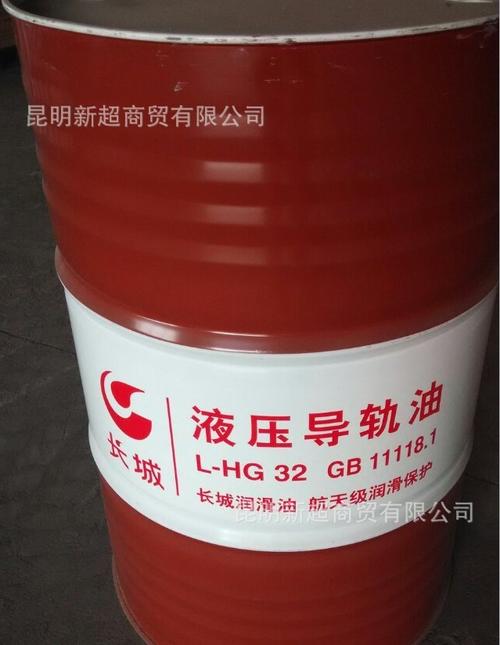 昆明新超商贸有限公司
长城
液压导轨油
L-HG 32 GB 11118.1
长城润滑油 航天级润滑保护
昆明新超商贸有限公司